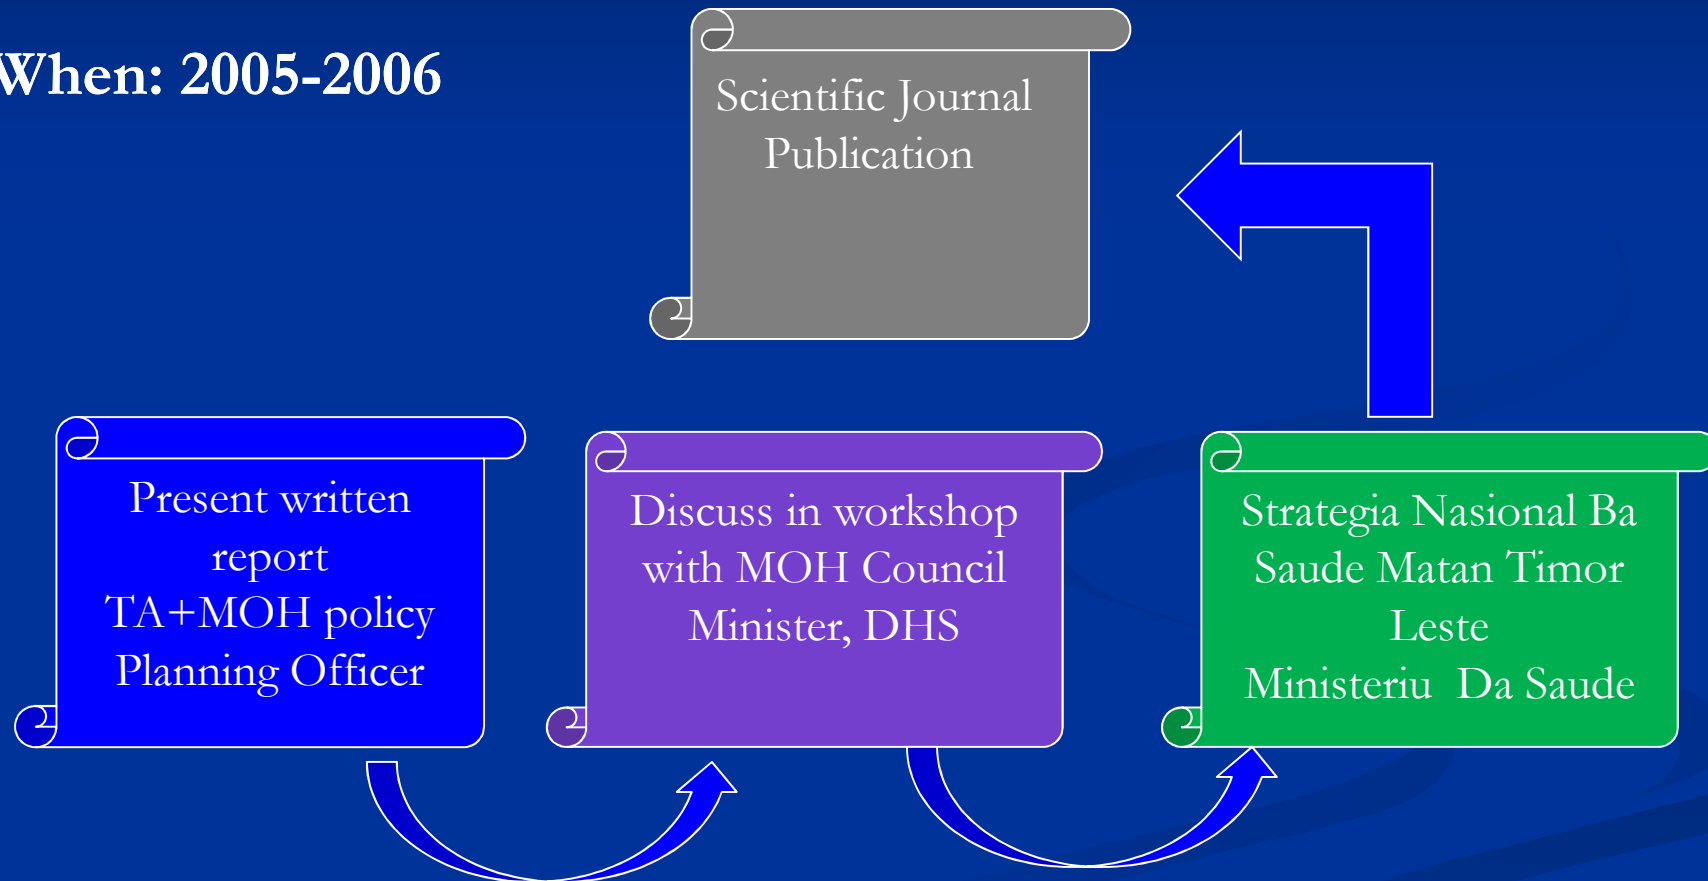 When: 2005-2006
Scientific Journal
Publication
Present written
report
TA+MOH policy
Planning Officer
Discuss in workshop
with MOH Council
Minister, DHS
Strategia Nasional Ba
Saude Matan Timor
Leste
Ministeriu Da Saude